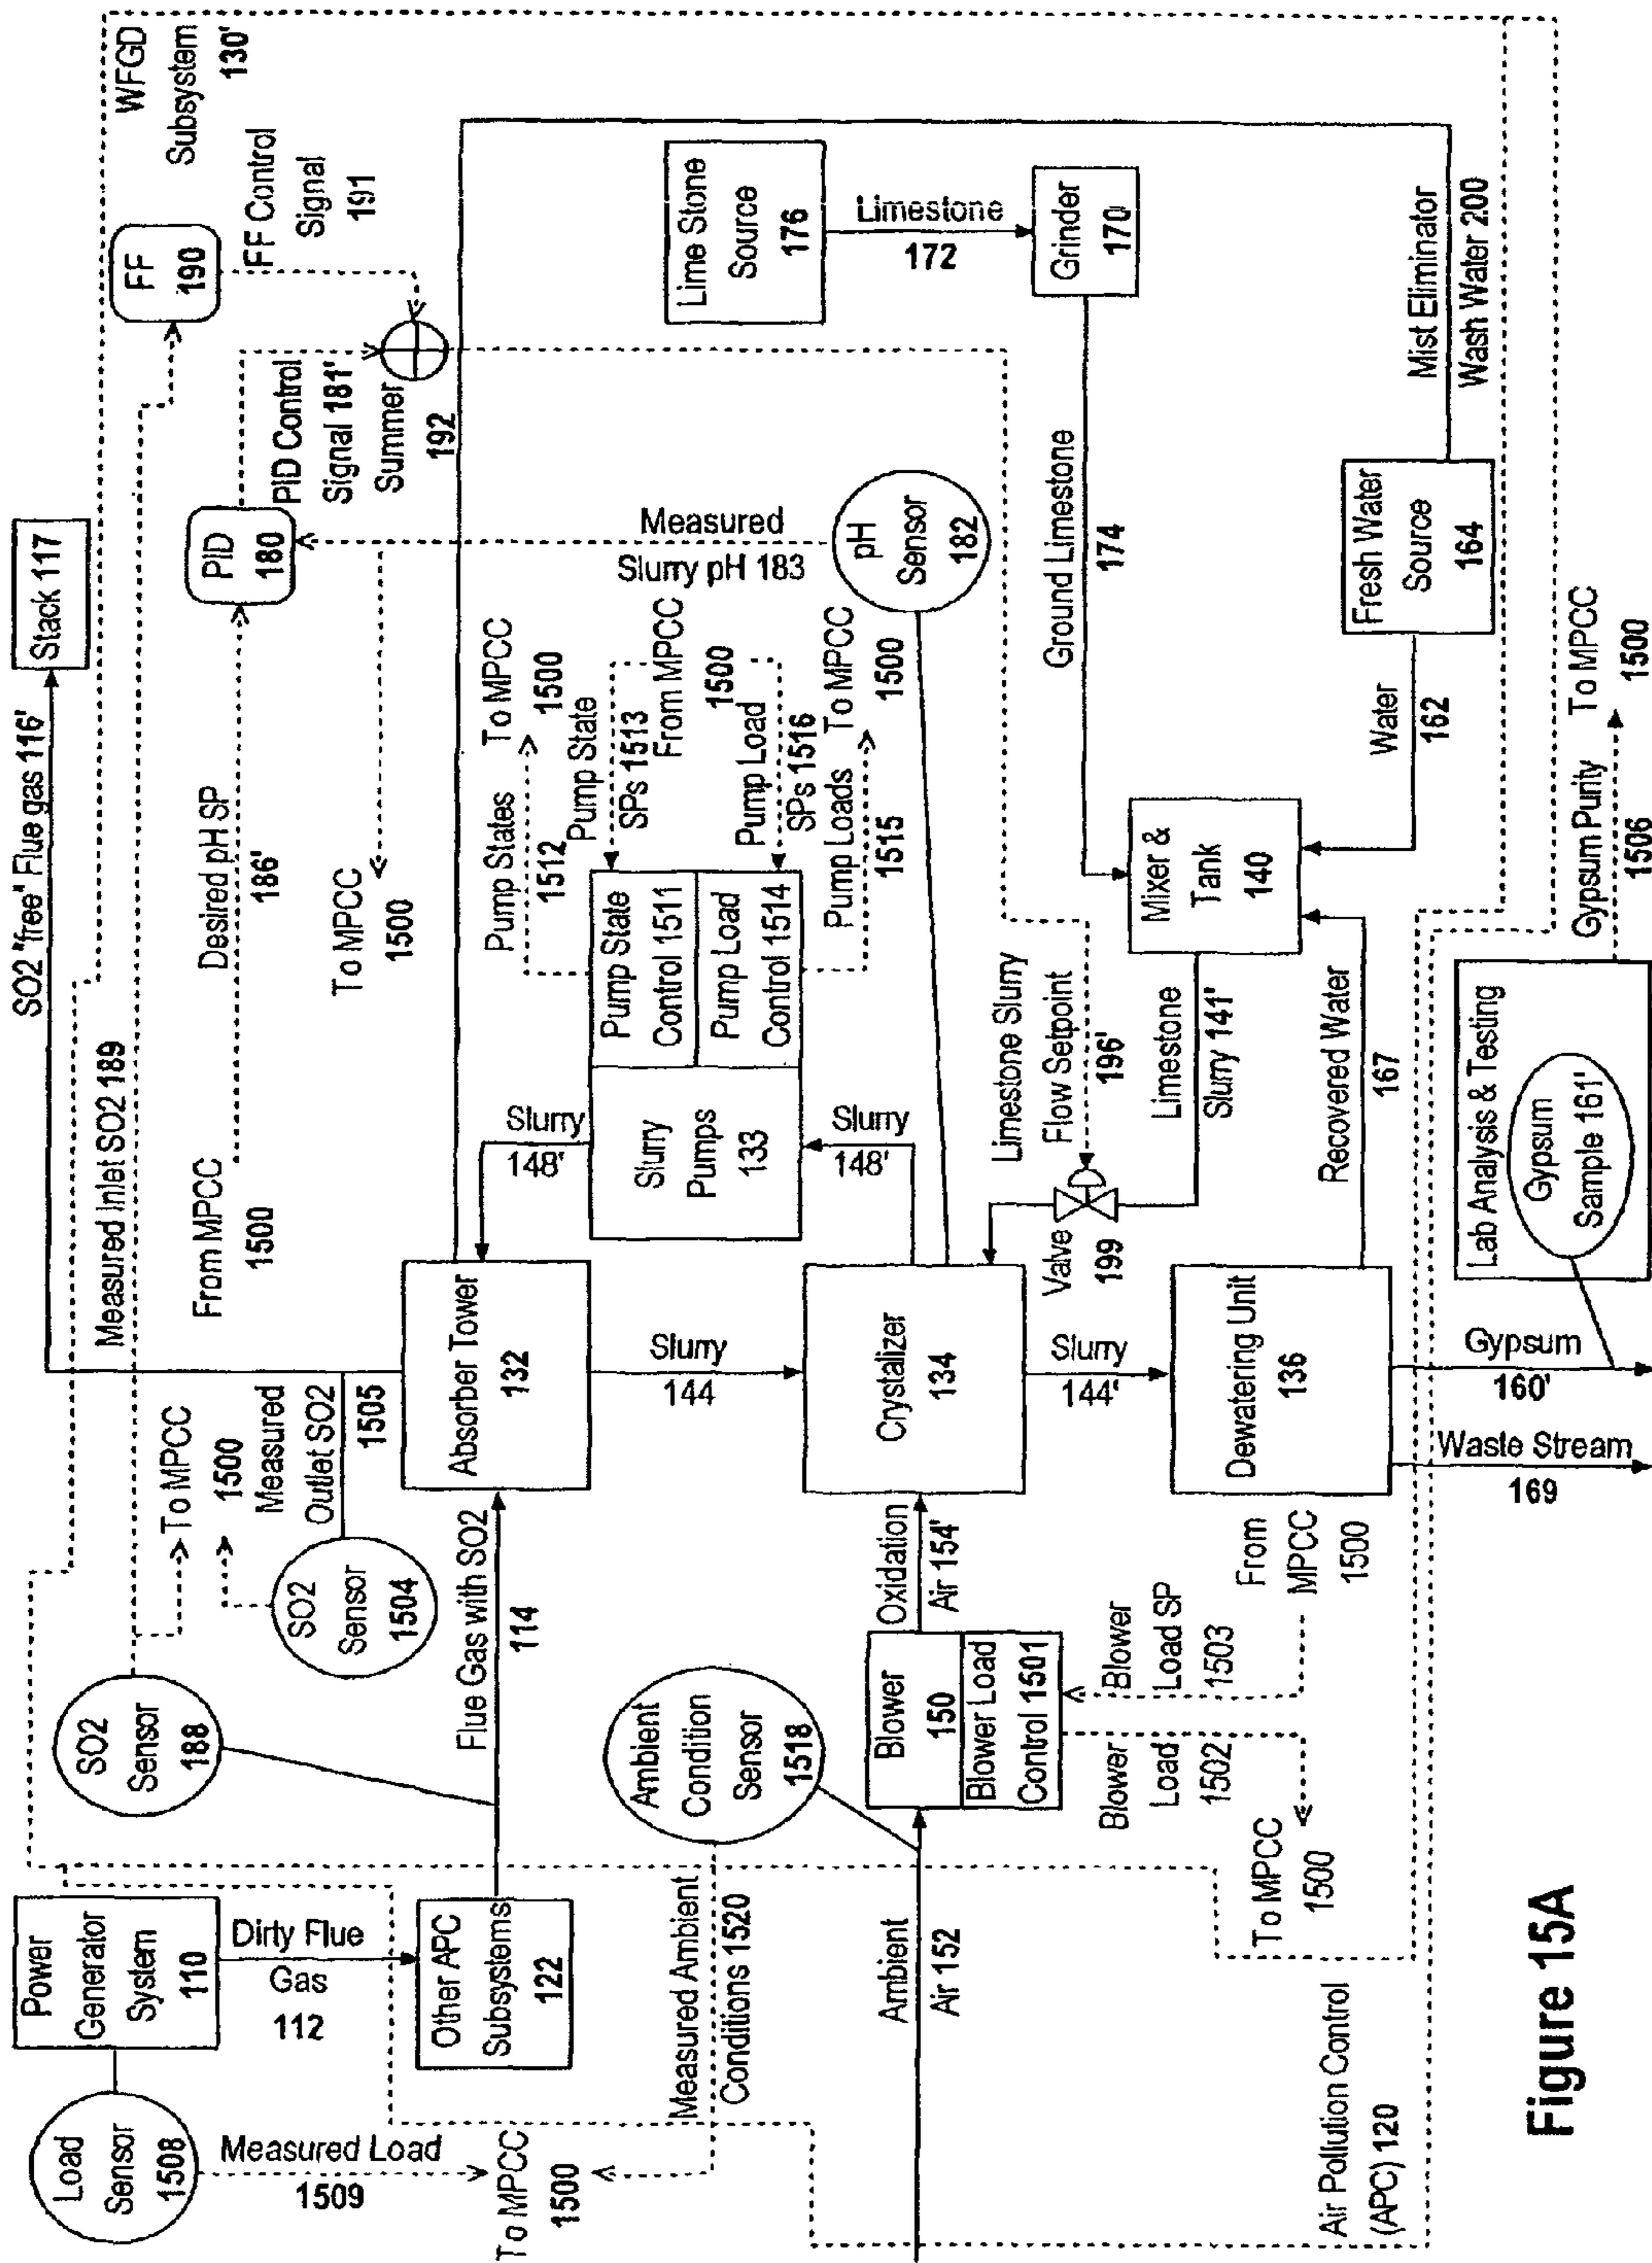 Load
Sensor
1508
Measured Load
1509
To MPCC
1500
Power
Generator
System
110
Dirty Flue
Gas
112
Other APC
Subsystems
122
Measured Ambient
Conditions 1520
Ambient
Air 152
Air Pollution Control
(APC) 120
SO2
Sensor
188
To MPCC
1500
SO2
Sensor
1504
Measured
Outlet SO2
1505
Flue Gas with SO2
114
Ambient
Condition
Sensor
1518
Blower
150
Blower Load
Control 1501
Oxidation
Air 154'
Blower
Load SP
1503
From
MPCC
1500
Blower
Load
1502
To MPCC
1500
SO2 "free" Flue gas 116'
Stack 117
Measured Inlet SO2 189
From MPCC
1500
Desired pH SP
186'
To MPCC
1500
PID
180
PID Control
Signal 181'
Summer
192
FF
190
FF Control
Signal
191
WFGD
Subsystem
130'
Absorber Tower
132
Slurry
144
Slurry
148'
Slurry
Pumps
133
Slurry
148'
Pump State
Control 1511
Pump Load
Control 1514
Pump States
1512
To MPCC
1500
Pump State
SPs 1513
From MPCC
1500
Pump Load
SPs 1516
Pump Loads
1515
To MPCC
1500
Measured
Slurry pH 183
pH
Sensor
182
Crystalizer
134
Slurry
144'
Valve
199
Limestone Slurry
Flow Setpoint
196'
Limestone
Slurry 141'
Mixer &
Tank
140
Ground Limestone
174
Lime Stone
Source
176
Limestone
172
Grinder
170
Mist Eliminator
Wash Water 200
Fresh Water
Source
164
Water
162
Dewatering Unit
136
Recovered Water
167
Gypsum
160'
Waste Stream
169
Lab Analysis & Testing
Gypsum
Sample 161'
Gypsum Purity
1506
To MPCC
1500
Figure 15A